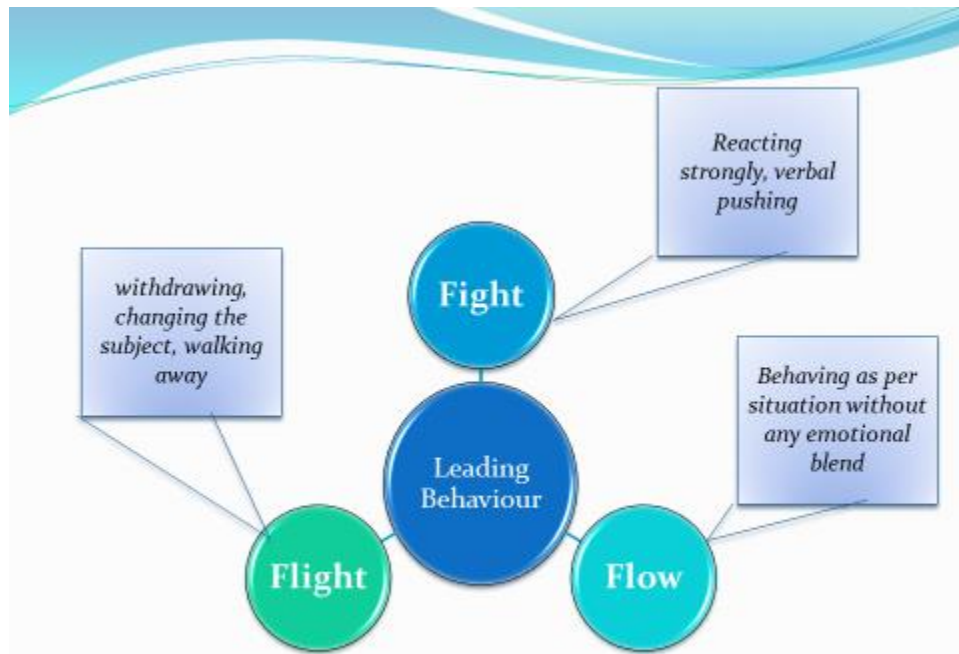 Reacting
strongly, verbal
pushing
Fight
withdrawing,
changing the
subject, walking
away
Behaving as per
situation without
any emotional
blend
Leading
Behaviour
Flight
Flow